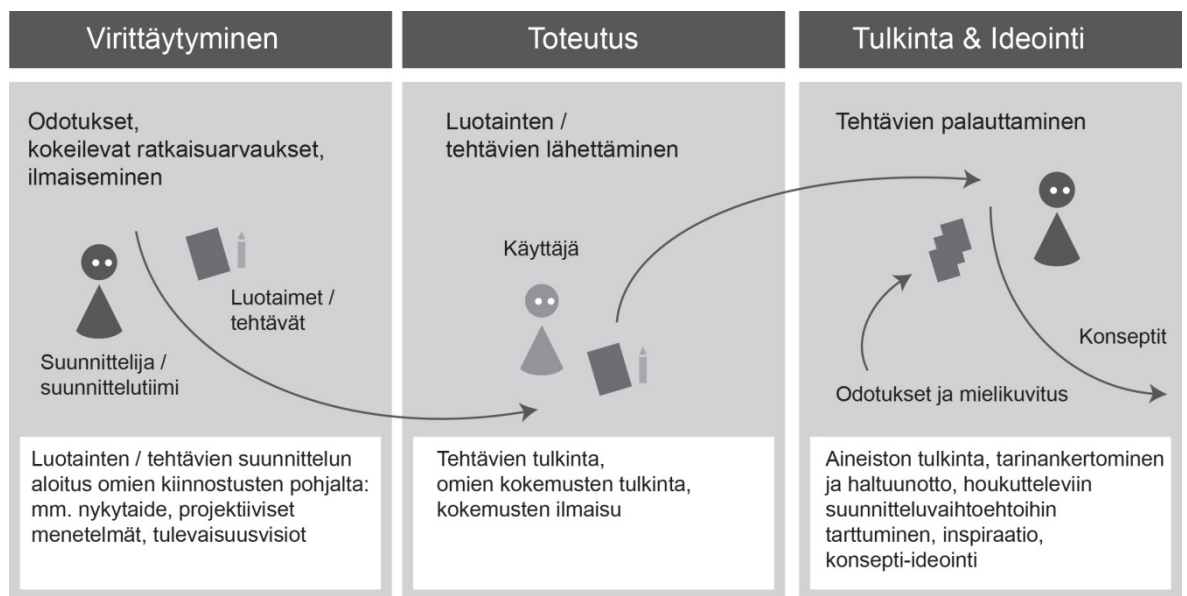 Virittäytyminen
Odotukset,
kokeilevat ratkaisuarvaukset,
ilmaiseminen
Luotaimet /
tehtävät
Suunnittelija /
suunnittelutiimi
Luotainten / tehtävien suunnittelun
aloitus omien kiinnostusten pohjalta:
mm. nykytaide, projektiiviset
menetelmät, tulevaisuusvisiot
Toteutus
Luotainten /
tehtävien lähettäminen
Käyttäjä
Tehtävien tulkinta,
omien kokemusten tulkinta,
kokemusten ilmaisu
Tulkinta & Ideointi
Tehtävien palauttaminen
Konseptit
Odotukset ja mielikuvitus
Aineiston tulkinta, tarinankertominen
ja haltuunotto, houkutteleviin
suunnitteluvaihtoehtoihin
tarttuminen, inspiraatio,
konsepti-ideointi